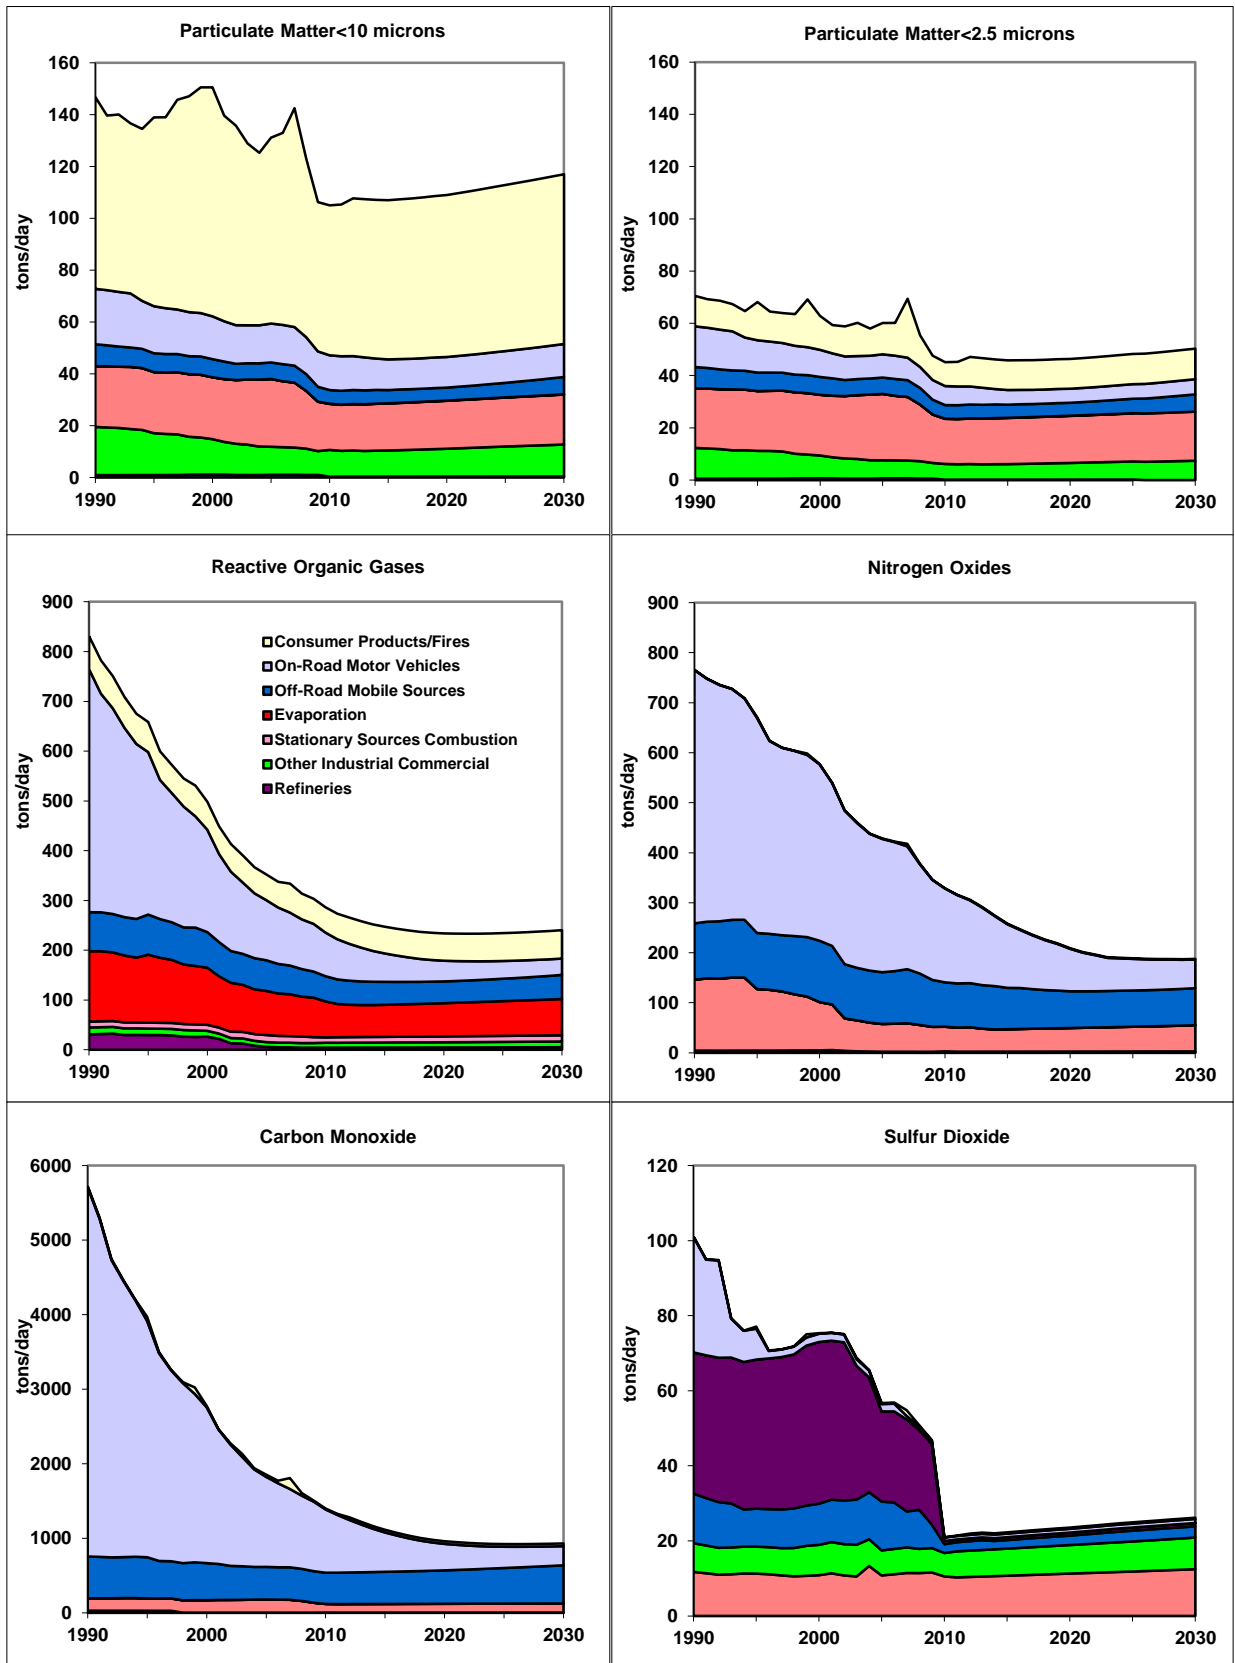 Particulate Matter<10 microns
160
140
120
100
80
60
40
20
0
tons/day
1990 2000 2010 2020 2030
Particulate Matter<2.5 microns
160
140
120
100
80
60
40
20
0
tons/day
1990 2000 2010 2020 2030
Reactive Organic Gases
900
800
700
600
500
400
300
200
100
0
tons/day
Consumer Products/Fires
On-Road Motor Vehicles
Off-Road Mobile Sources
Evaporation
Stationary Sources Combustion
Other Industrial Commercial
Refineries
1990 2000 2010 2020 2030
Nitrogen Oxides
900
800
700
600
500
400
300
200
100
0
tons/day
1990 2000 2010 2020 2030
Carbon Monoxide
6000
5000
4000
3000
2000
1000
0
tons/day
1990 2000 2010 2020 2030
Sulfur Dioxide
120
100
80
60
40
20
0
tons/day
1990 2000 2010 2020 2030